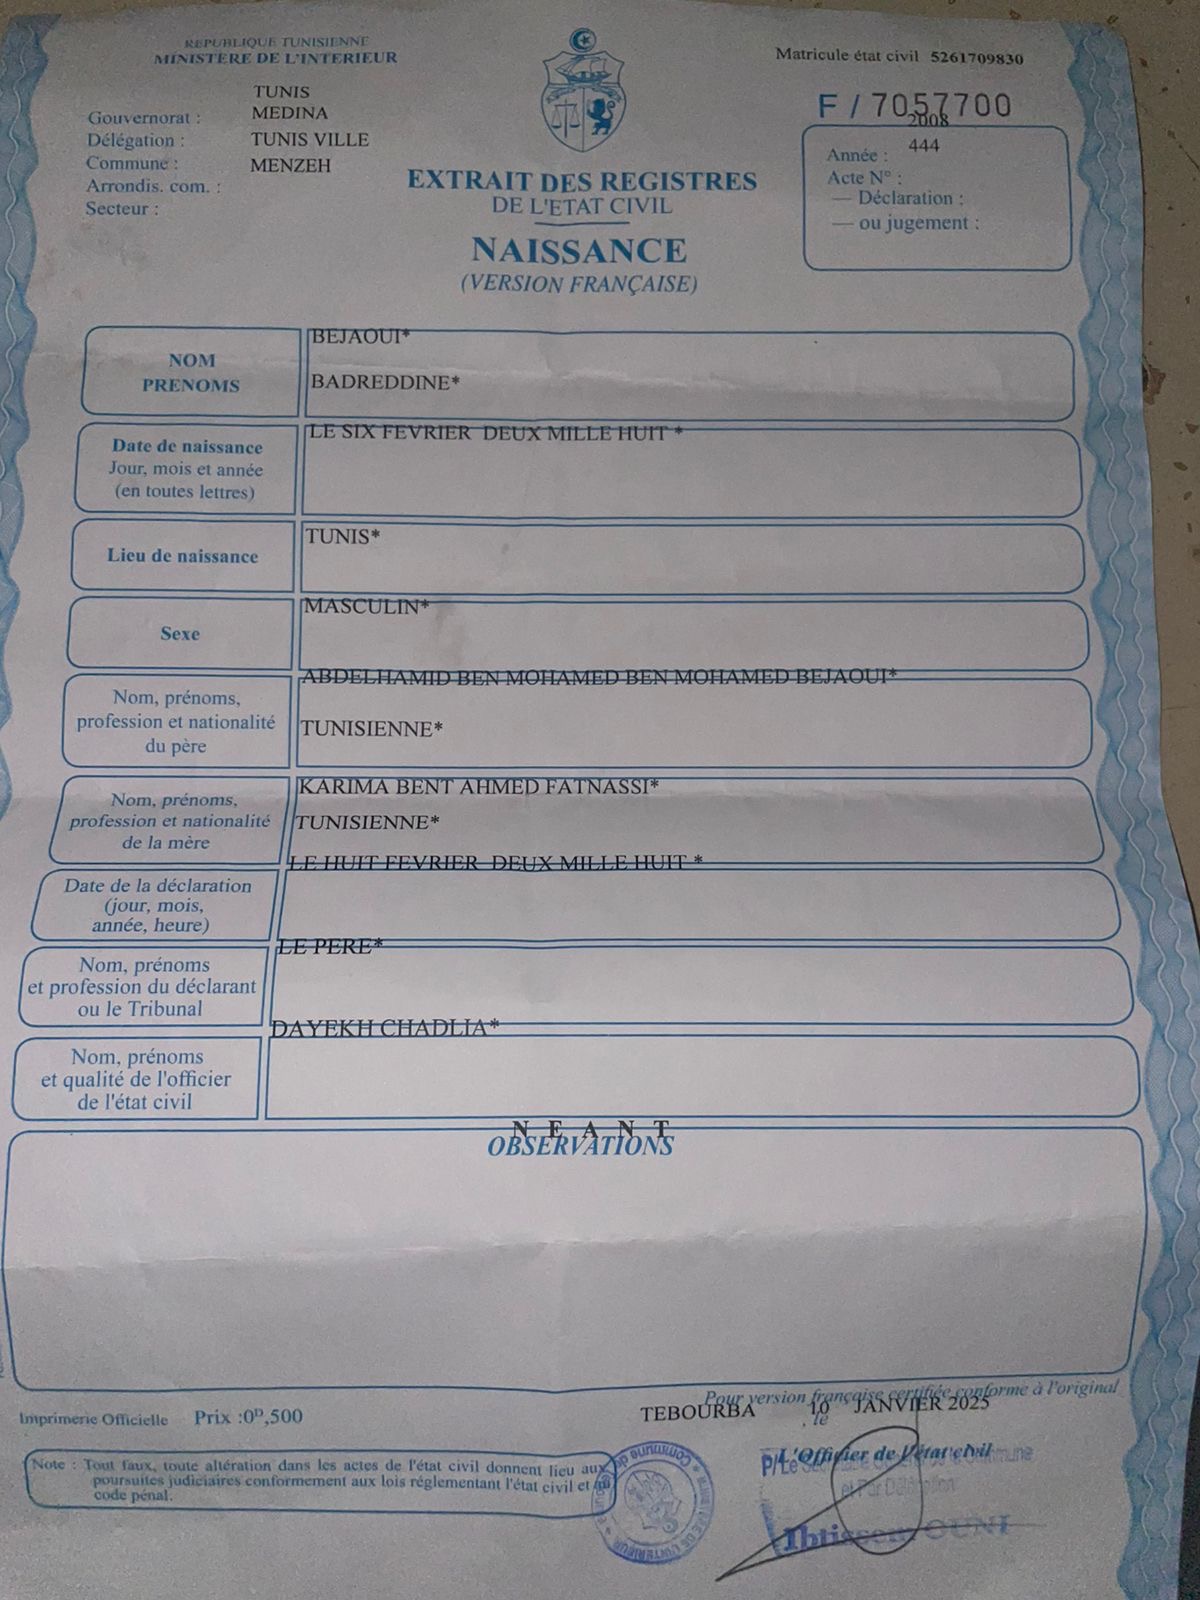 REPUBLIQUE TUNISIENNE
MINISTERE DE L'INTERIEUR
Matricule état civil 5261709830
F / 7057700
TUNIS
Gouvernorat :
MEDINA
Délégation :
TUNIS VILLE
Commune :
MENZEH
Arrondis. com. :
Secteur :
2008
Année :
444
Acte N° :
— Déclaration :
— ou jugement :
EXTRAIT DES REGISTRES
DE L'ETAT CIVIL
NAISSANCE
(VERSION FRANÇAISE)
NOM
PRENOMS
BEJAOUI*
BADREDDINE*
Date de naissance
Jour, mois et année
(en toutes lettres)
LE SIX FEVRIER DEUX MILLE HUIT *
Lieu de naissance
TUNIS*
Sexe
MASCULIN*
Nom, prénoms,
profession et nationalité
du père
ABDELHAMID BEN MOHAMED BEN MOHAMED BEJAOUI*
TUNISIENNE*
Nom, prénoms,
profession et nationalité
de la mère
KARIMA BENT AHMED FATNASSI*
TUNISIENNE*
Date de la déclaration
(jour, mois,
année, heure)
LE HUIT FEVRIER DEUX MILLE HUIT *
Nom, prénoms
et profession du déclarant
ou le Tribunal
LE PERE*
Nom, prénoms
et qualité de l'officier
de l'état civil
DAYEKH CHADLIA*
N E A N T
OBSERVATIONS
Pour version française certifiée conforme à l'original
TEBOURBA , le 10 JANVIER 2025
Imprimerie Officielle Prix :0ᴰ,500
Note : Tout faux, toute altération dans les actes de l'état civil donnent lieu aux
poursuites judiciaires conformement aux lois réglementant l'état civil et au
code pénal.
L'Officier de l'état civil
P/Le
et Par Délégation
Ibtissem OUNI